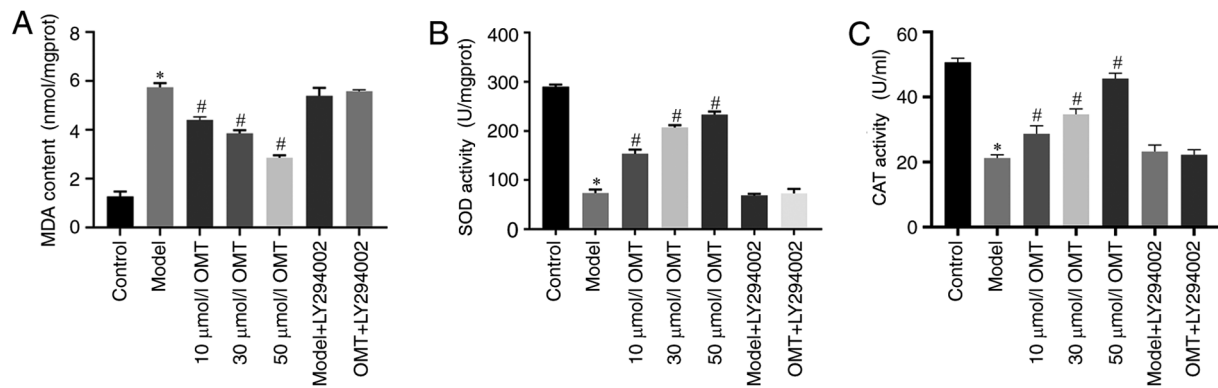 A
MDA content (nmol/mgprot)
8
6
4
2
0
*
#
#
#
Control
Model
10 μmol/l OMT
30 μmol/l OMT
50 μmol/l OMT
Model+LY294002
OMT+LY294002
B
SOD activity (U/mgprot)
400
300
200
100
0
*
#
#
#
Control
Model
10 μmol/l OMT
30 μmol/l OMT
50 μmol/l OMT
Model+LY294002
OMT+LY294002
C
CAT activity (U/ml)
60
40
20
0
*
#
#
#
Control
Model
10 μmol/l OMT
30 μmol/l OMT
50 μmol/l OMT
Model+LY294002
OMT+LY294002